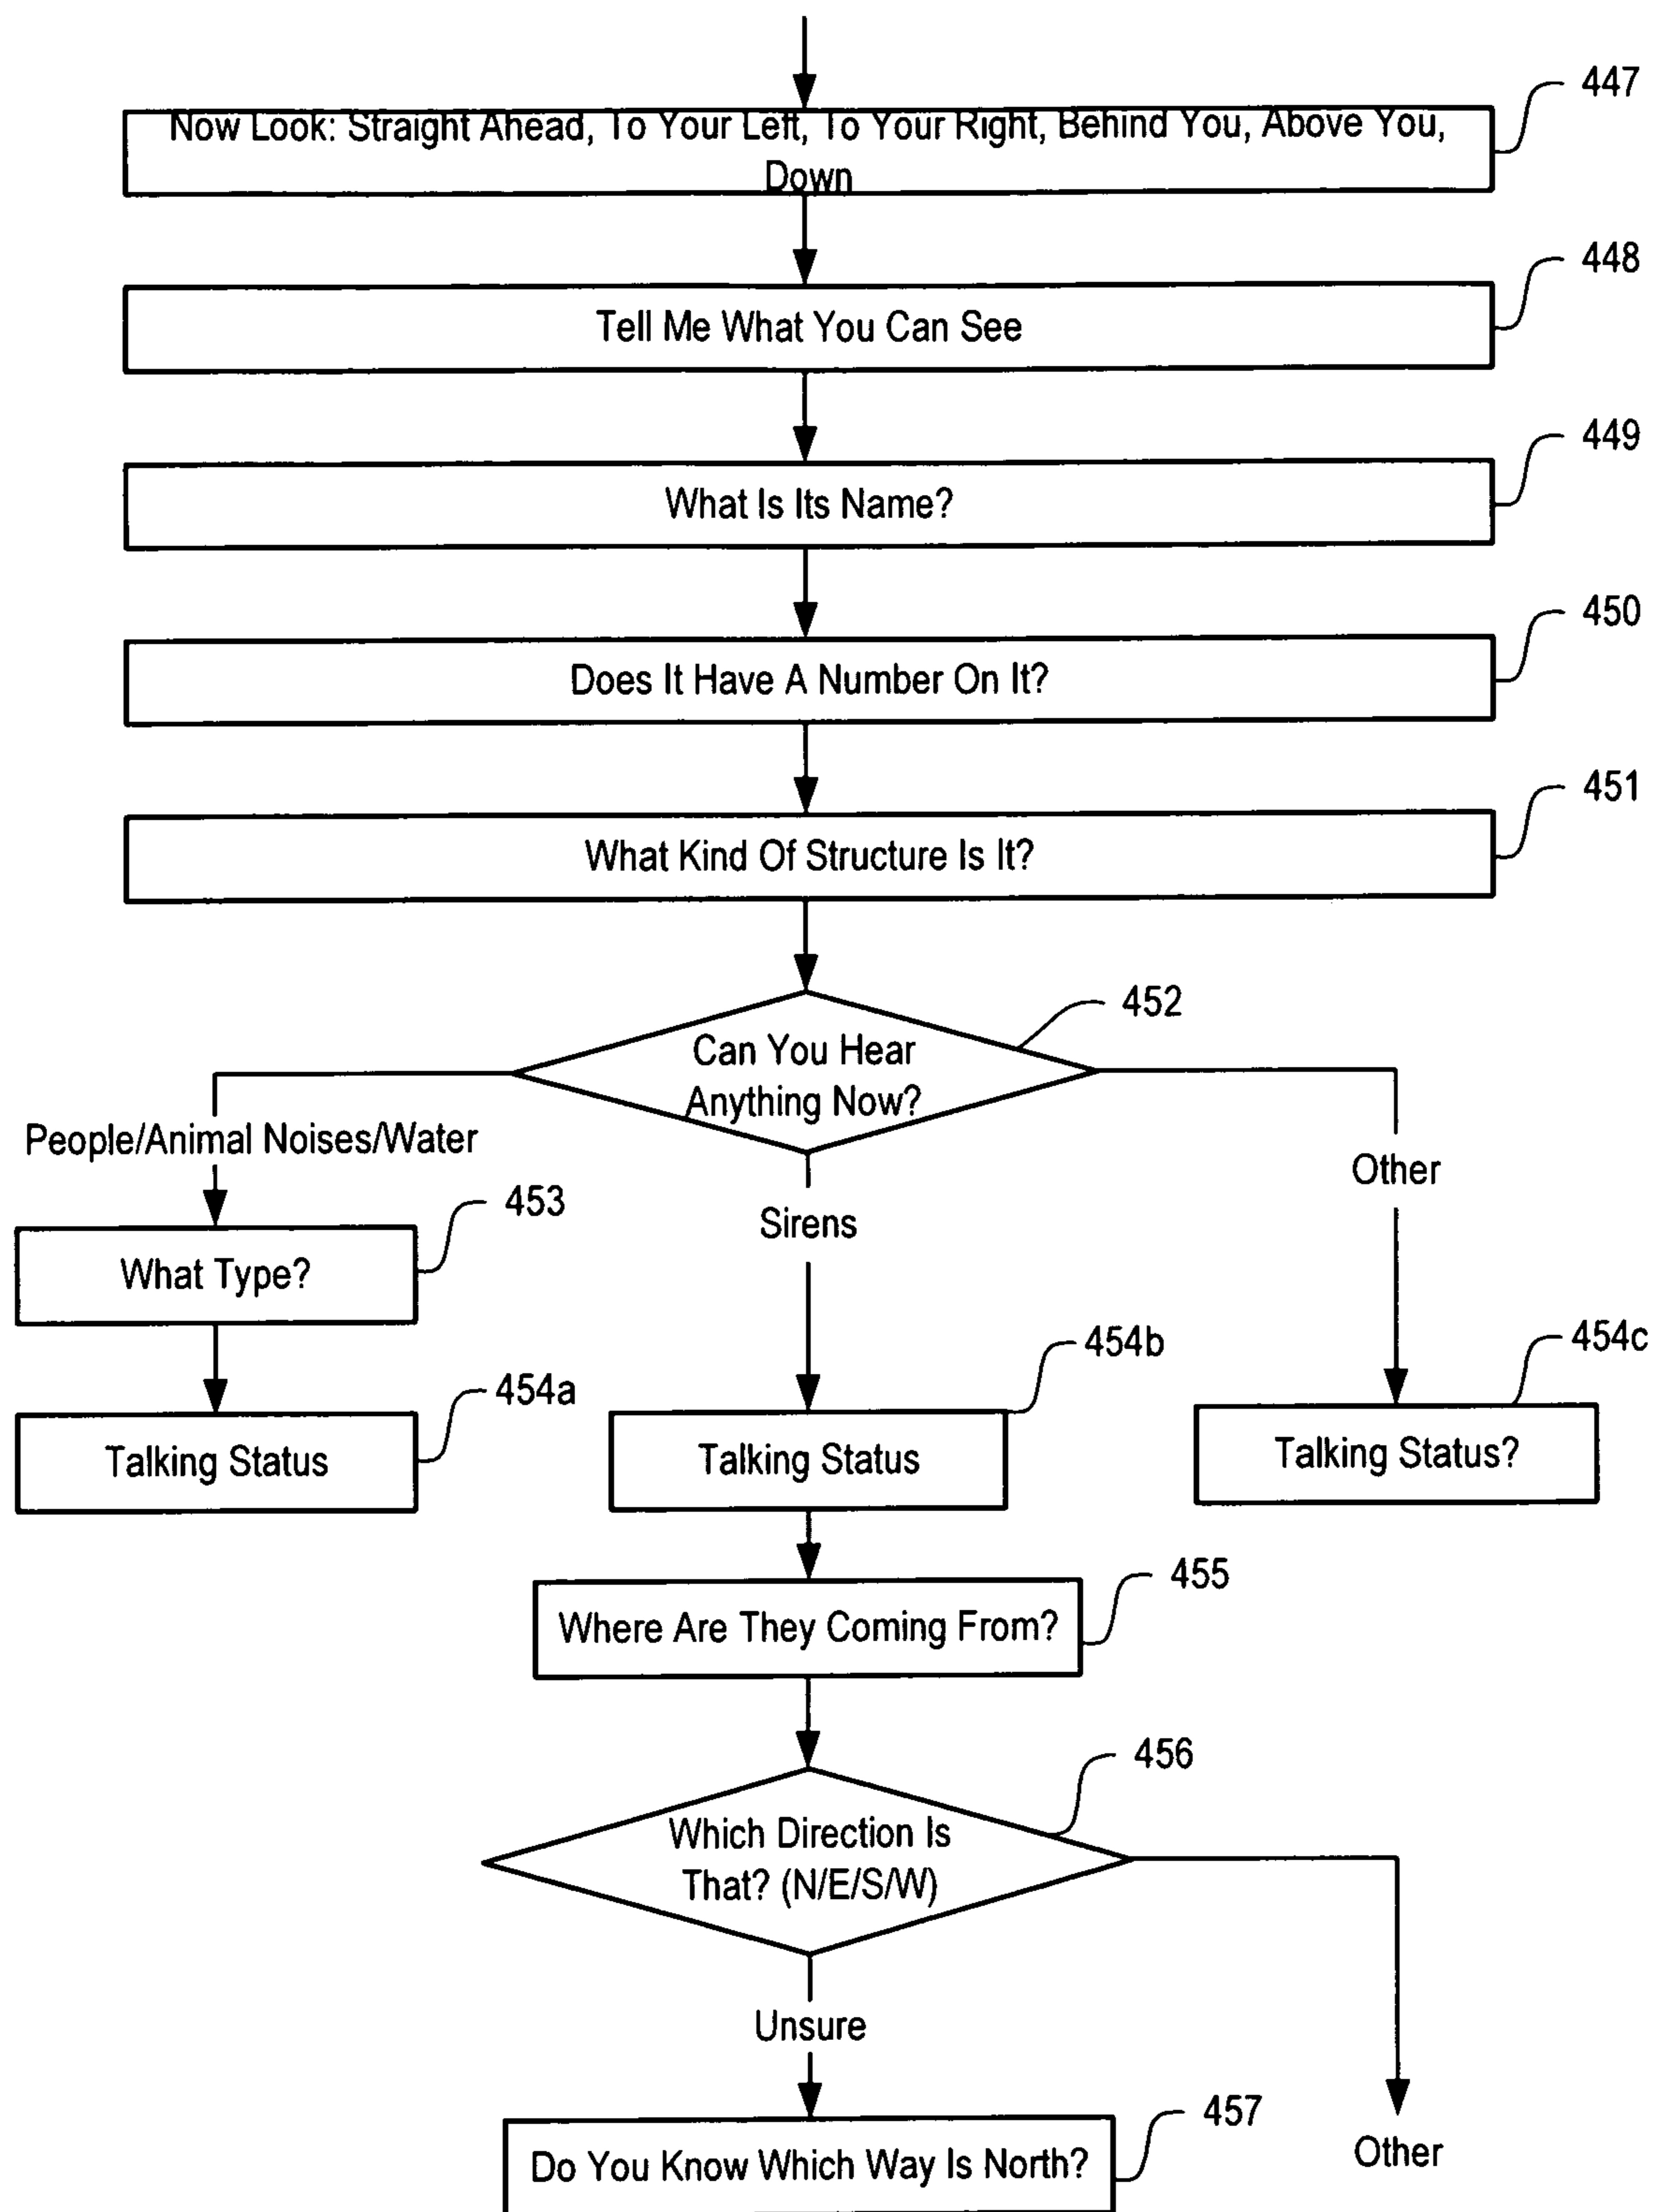 447
Now Look: Straight Ahead, To Your Left, To Your Right, Behind You, Above You,
Down
448
Tell Me What You Can See
449
What Is Its Name?
450
Does It Have A Number On It?
451
What Kind Of Structure Is It?
452
Can You Hear
Anything Now?
People/Animal Noises/Water
Sirens
Other
453
What Type?
454a
Talking Status
454b
Talking Status
454c
Talking Status?
455
Where Are They Coming From?
456
Which Direction Is
That? (N/E/S/W)
Unsure
Other
457
Do You Know Which Way Is North?